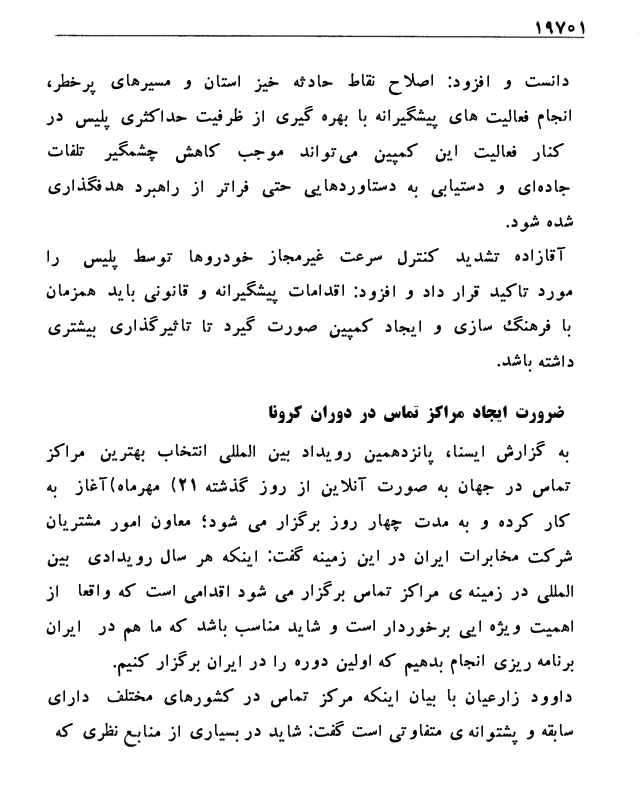 ۱۹۷۰۱
دانست و افزود: اصلاح نقاط حادثه خیز استان و مسیرهای پرخطر،
انجام فعالیت های پیشگیرانه با بهره گیری از ظرفیت حداکثری پلیس در
کنار فعالیت این کمپین می‌تواند موجب کاهش چشمگیر تلفات
جاده‌ای و دستیابی به دستاوردهایی حتی فراتر از راهبرد هدفگذاری
شده شود.
آقازاده تشدید کنترل سرعت غیرمجاز خودروها توسط پلیس را
مورد تاکید قرار داد و افزود: اقدامات پیشگیرانه و قانونی باید همزمان
با فرهنگ سازی و ایجاد کمپین صورت گیرد تا تاثیرگذاری بیشتری
داشته باشد.
ضرورت ایجاد مراکز تماس در دوران کرونا
به گزارش ایسنا، پانزدهمین رویداد بین المللی انتخاب بهترین مراکز
تماس در جهان به صورت آنلاین از روز گذشته ۲۱) مهرماه)آغاز به
کار کرده و به مدت چهار روز برگزار می شود؛ معاون امور مشتریان
شرکت مخابرات ایران در این زمینه گفت: اینکه هر سال رویدادی بین
المللی در زمینه ی مراکز تماس برگزار می شود اقدامی است که واقعا از
اهمیت ویژه ایی برخوردار است و شاید مناسب باشد که ما هم در ایران
برنامه ریزی انجام بدهیم که اولین دوره را در ایران برگزار کنیم.
داوود زارعیان با بیان اینکه مرکز تماس در کشورهای مختلف دارای
سابقه و پشتوانه ی متفاوتی است گفت: شاید در بسیاری از منابع نظری که